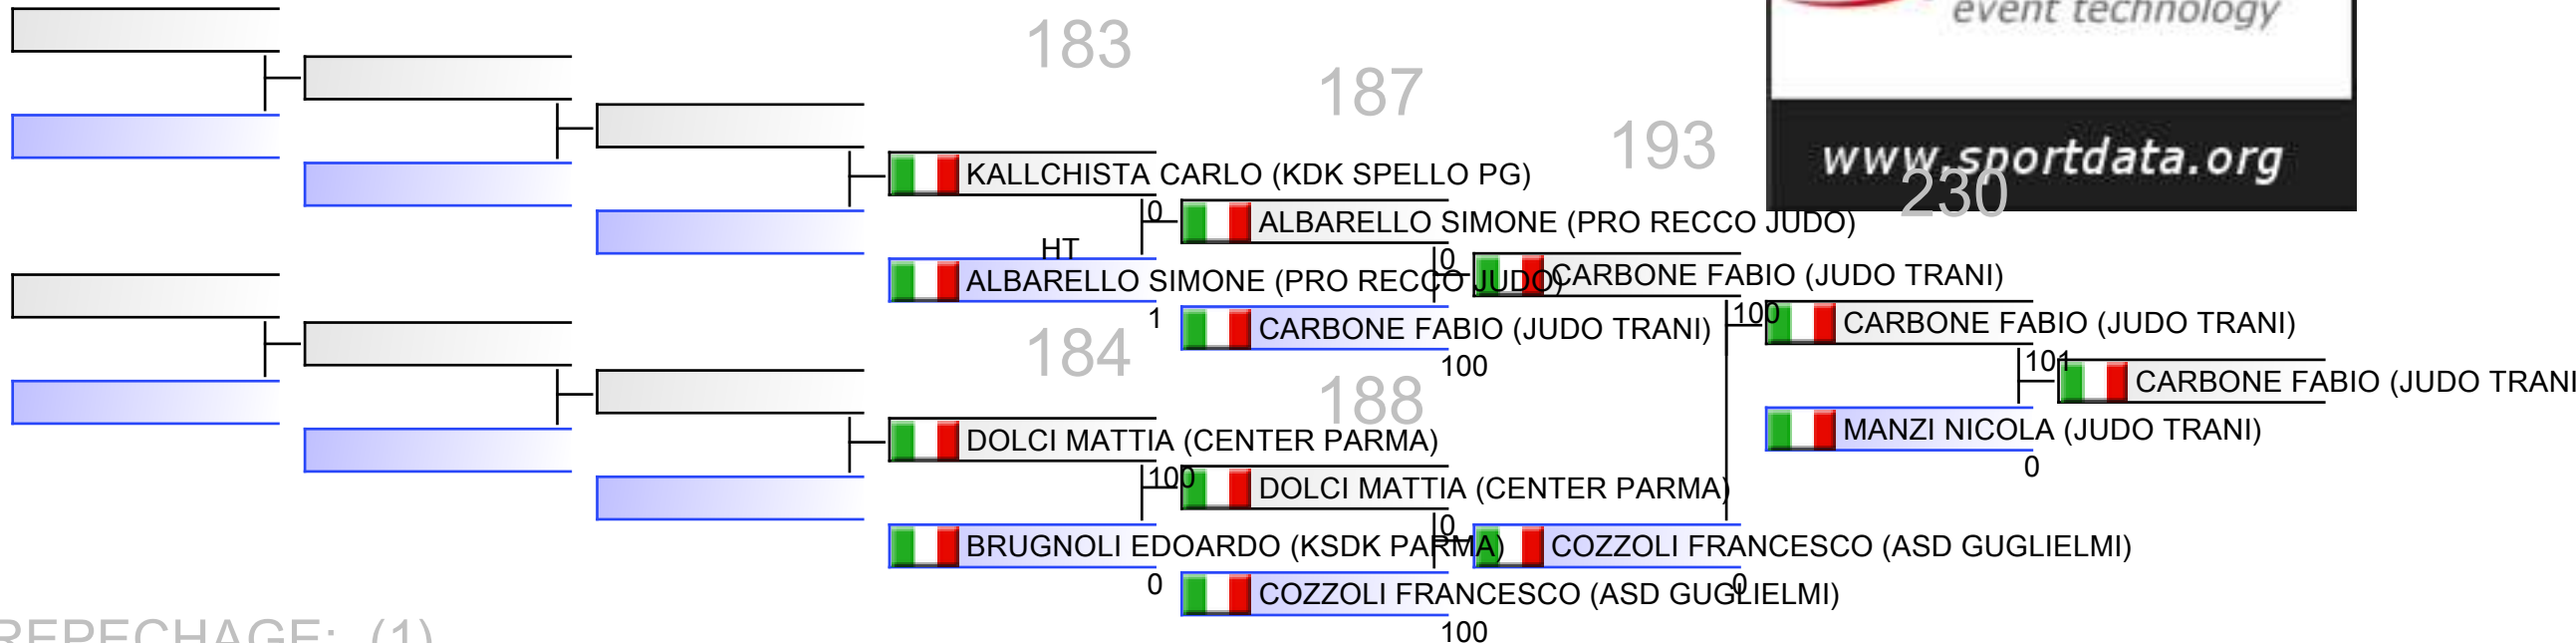 event technology
183
187
193
www.sportdata.org
230
KALLCHISTA CARLO (KDK SPELLO PG)
0
ALBARELLO SIMONE (PRO RECCO JUDO)
HT
0
ALBARELLO SIMONE (PRO RECCO JUDO)
CARBONE FABIO (JUDO TRANI)
1
CARBONE FABIO (JUDO TRANI)
100
CARBONE FABIO (JUDO TRANI)
184
100
101
CARBONE FABIO (JUDO TRANI
188
DOLCI MATTIA (CENTER PARMA)
MANZI NICOLA (JUDO TRANI)
0
100
DOLCI MATTIA (CENTER PARMA)
0
BRUGNOLI EDOARDO (KSDK PARMA)
COZZOLI FRANCESCO (ASD GUGLIELMI)
0
0
COZZOLI FRANCESCO (ASD GUGLIELMI)
100
REPECHAGE: (1)